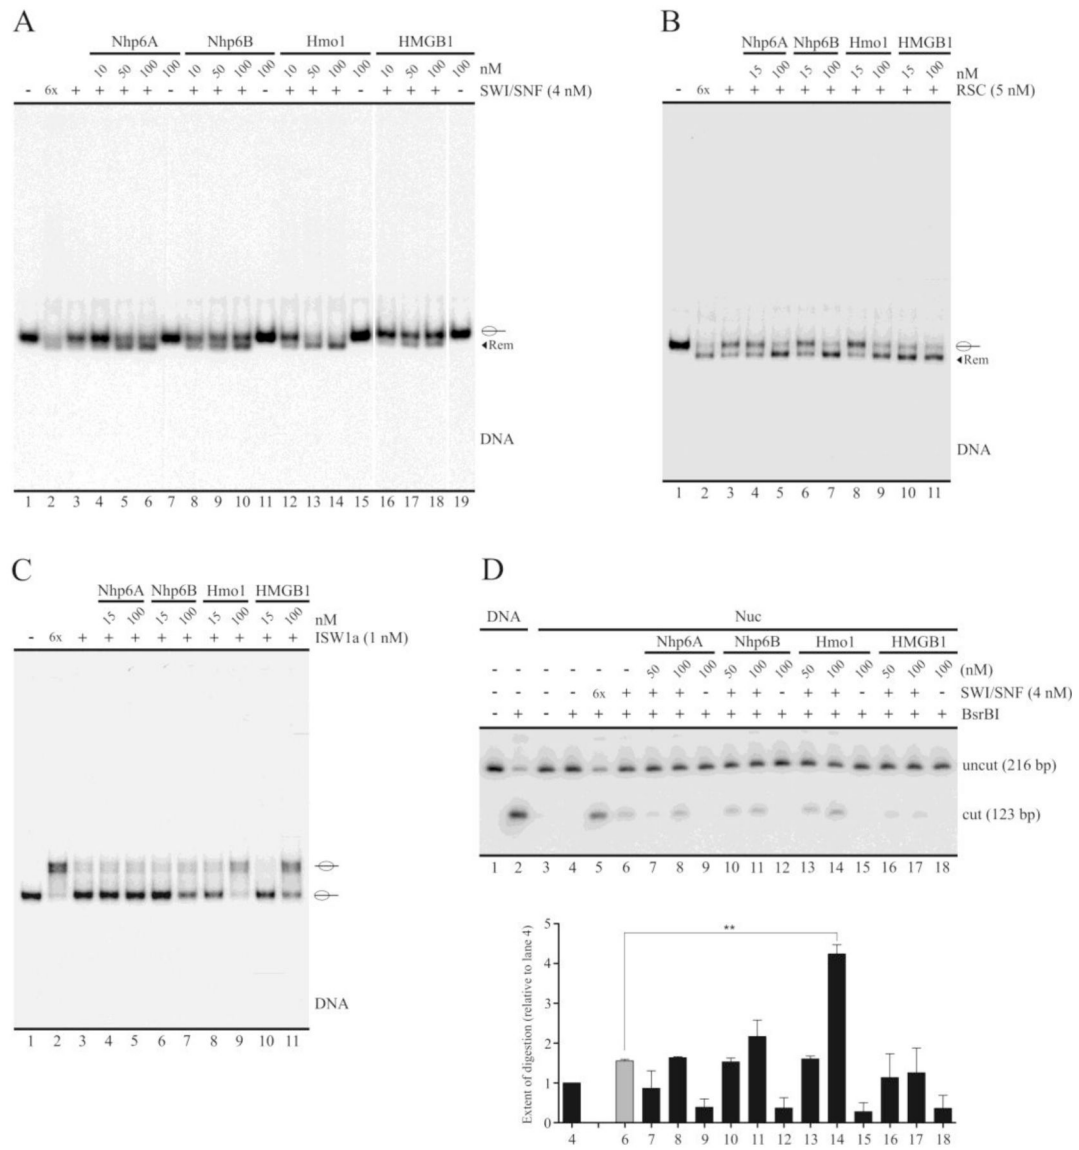 A
Nhp6A Nhp6B Hmo1 HMGB1
10 50 100 100 10 50 100 100 10 50 100 100 10 50 100 100 nM
- 6x + + + + - + + + - + + + - + + + - SWI/SNF (4 nM)
Rem
DNA
1 2 3 4 5 6 7 8 9 10 11 12 13 14 15 16 17 18 19
B
Nhp6A Nhp6B Hmo1 HMGB1
15 100 15 100 15 100 15 100 nM
- 6x + + + + + + + + + RSC (5 nM)
Rem
DNA
1 2 3 4 5 6 7 8 9 10 11
C
Nhp6A Nhp6B Hmo1 HMGB1
15 100 15 100 15 100 15 100 nM
- 6x + + + + + + + + + ISW1a (1 nM)
DNA
1 2 3 4 5 6 7 8 9 10 11
D
DNA Nuc
Nhp6A Nhp6B Hmo1 HMGB1
- - - - - - 50 100 100 50 100 100 50 100 100 50 100 100 (nM)
- - - - 6x + + + - + + - + + - + + - SWI/SNF (4 nM)
- + - + + + + + + + + + + + + + + + BsrBI
uncut (216 bp)
cut (123 bp)
1 2 3 4 5 6 7 8 9 10 11 12 13 14 15 16 17 18
Extent of digestion (relative to lane 4)
5
4
3
2
1
0
**
4 6 7 8 9 10 11 12 13 14 15 16 17 18